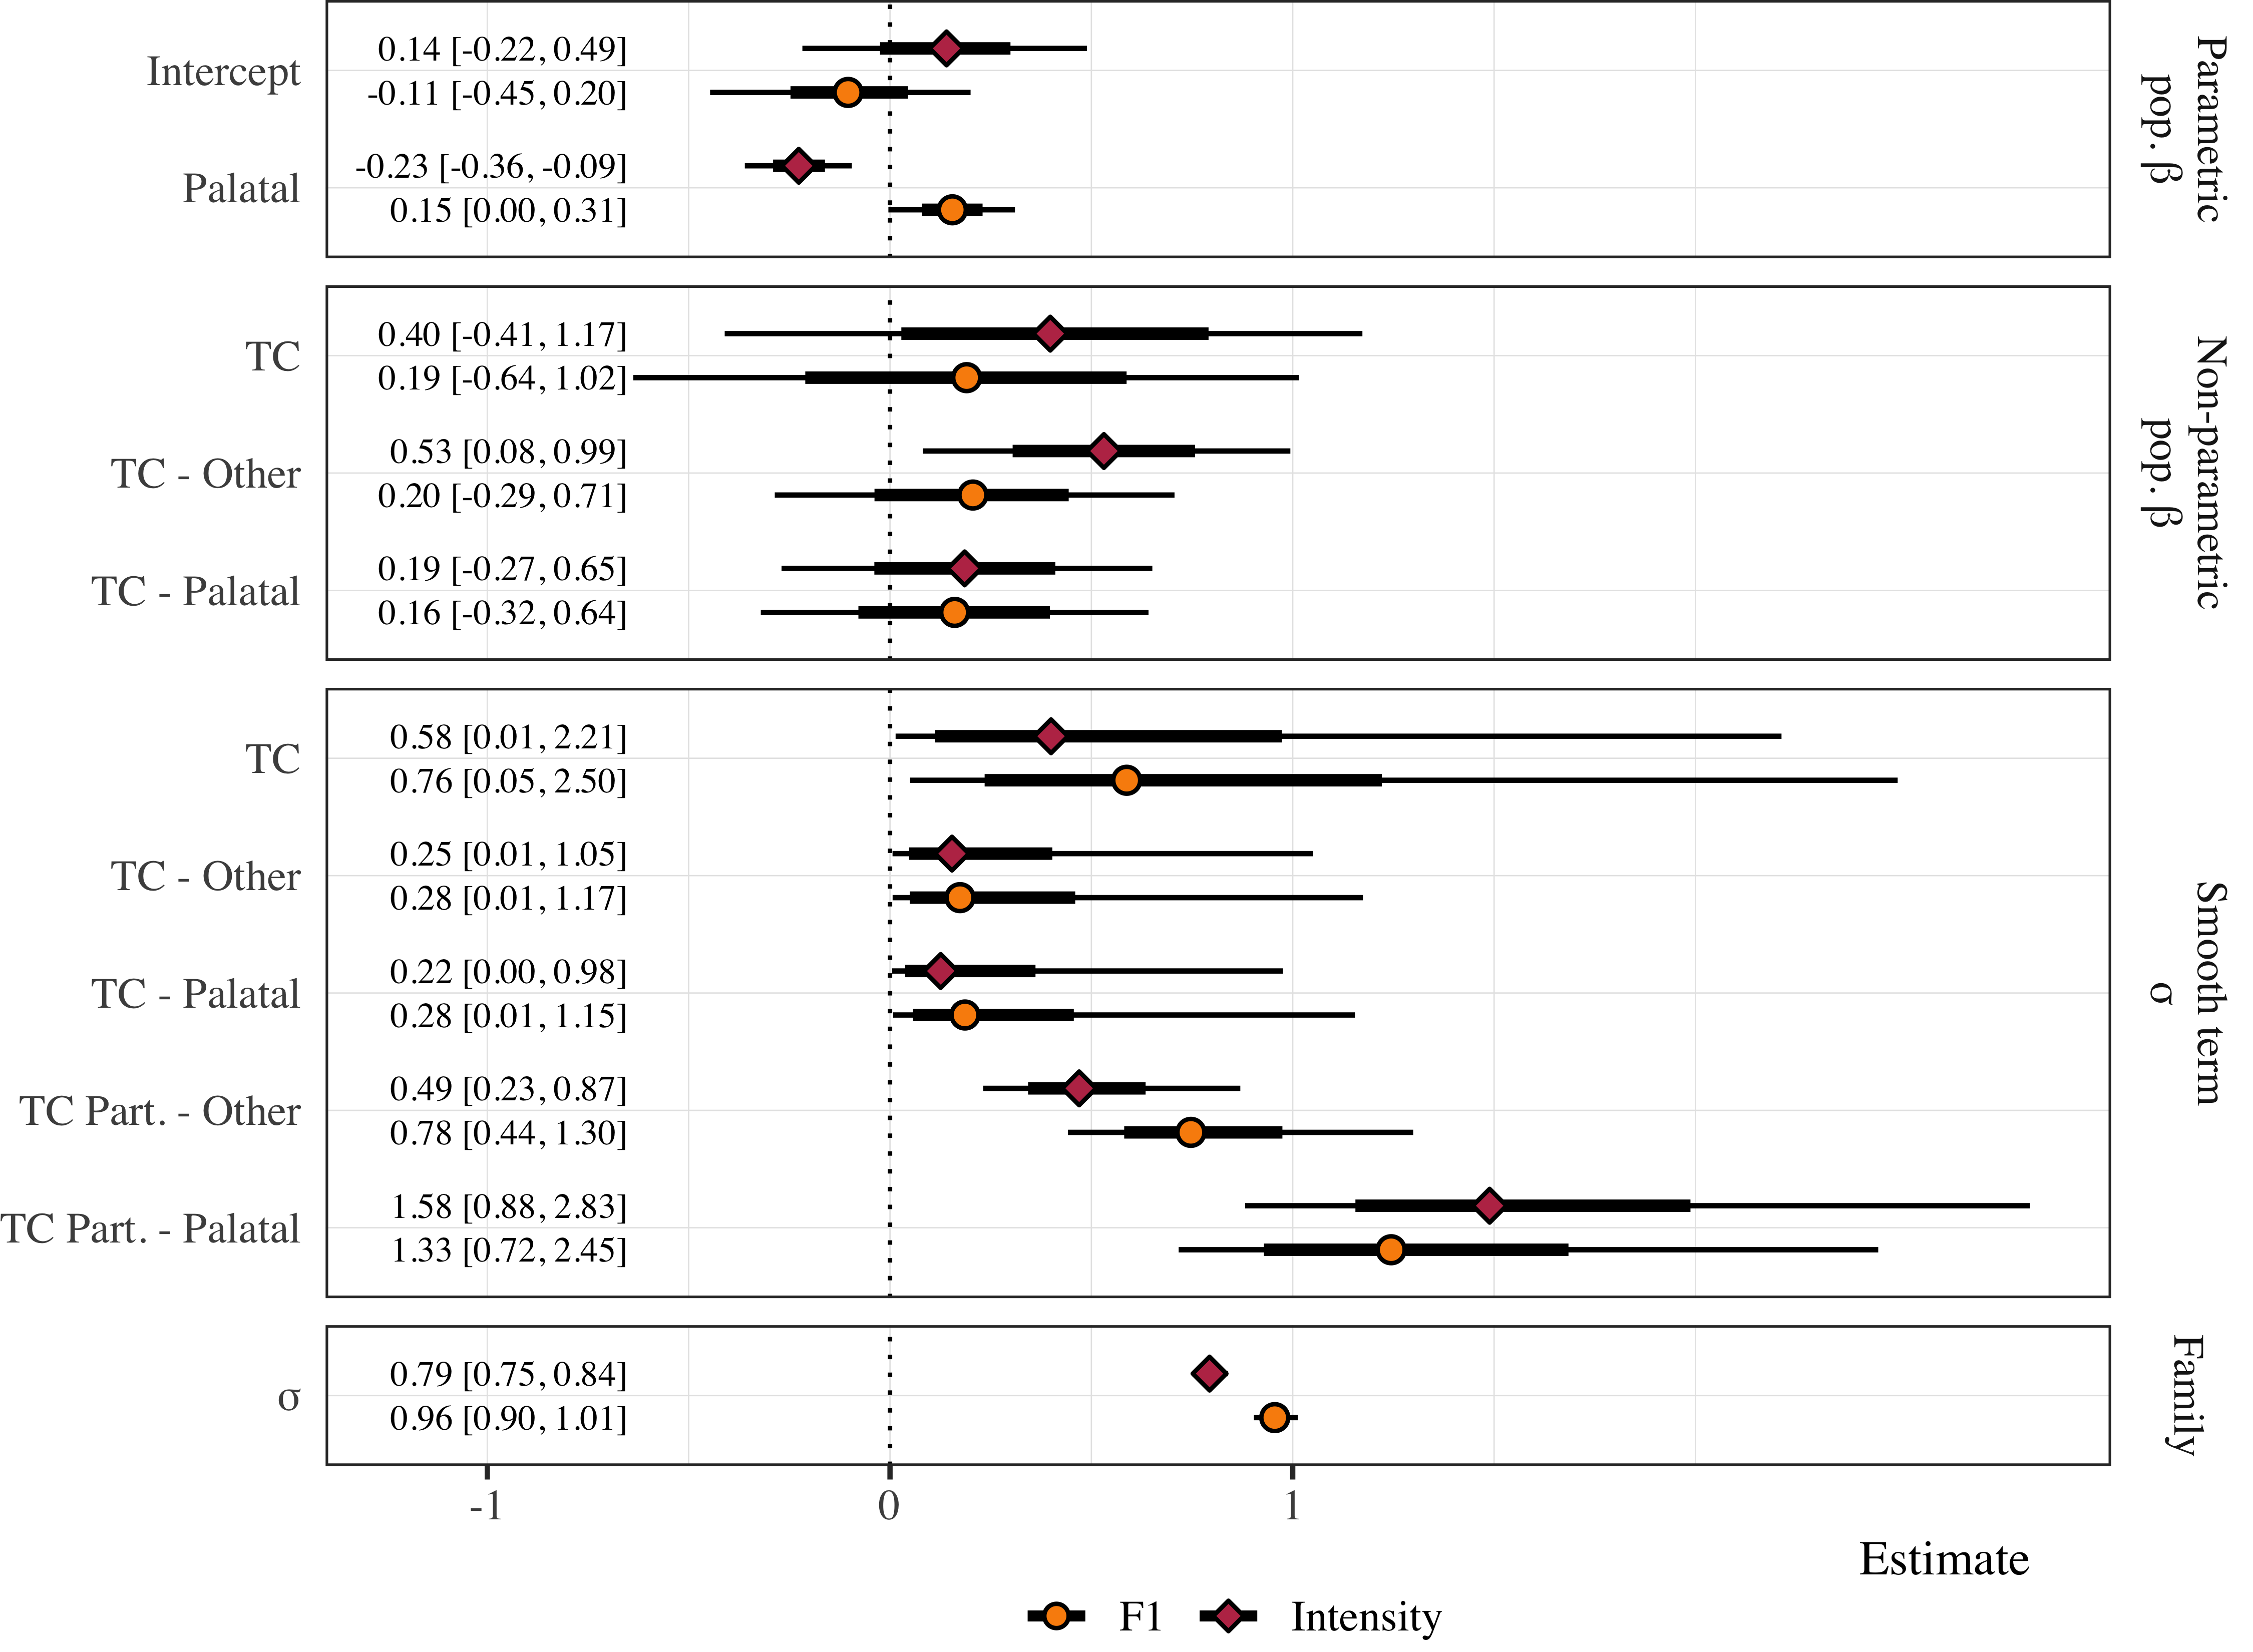 Parametric
pop. β
Intercept
0.14 [-0.22, 0.49]
-0.11 [-0.45, 0.20]
Palatal
-0.23 [-0.36, -0.09]
0.15 [0.00, 0.31]
Non-parametric
pop. β
TC
0.40 [-0.41, 1.17]
0.19 [-0.64, 1.02]
TC - Other
0.53 [0.08, 0.99]
0.20 [-0.29, 0.71]
TC - Palatal
0.19 [-0.27, 0.65]
0.16 [-0.32, 0.64]
Smooth term
σ
TC
0.58 [0.01, 2.21]
0.76 [0.05, 2.50]
TC - Other
0.25 [0.01, 1.05]
0.28 [0.01, 1.17]
TC - Palatal
0.22 [0.00, 0.98]
0.28 [0.01, 1.15]
TC Part. - Other
0.49 [0.23, 0.87]
0.78 [0.44, 1.30]
TC Part. - Palatal
1.58 [0.88, 2.83]
1.33 [0.72, 2.45]
Family
σ
0.79 [0.75, 0.84]
0.96 [0.90, 1.01]
-1 0 1
Estimate
F1 Intensity